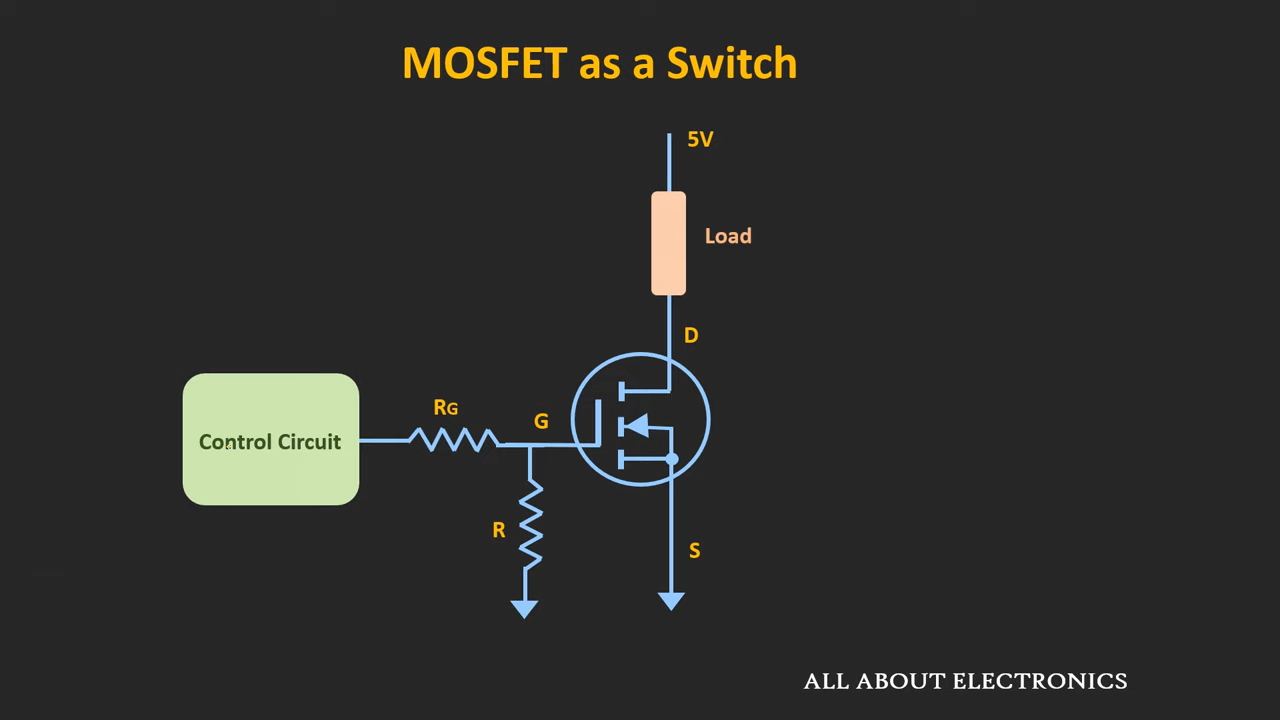 MOSFET as a Switch
5V
Load
D
RG
G
Control Circuit
R
S
ALL ABOUT ELECTRONICS